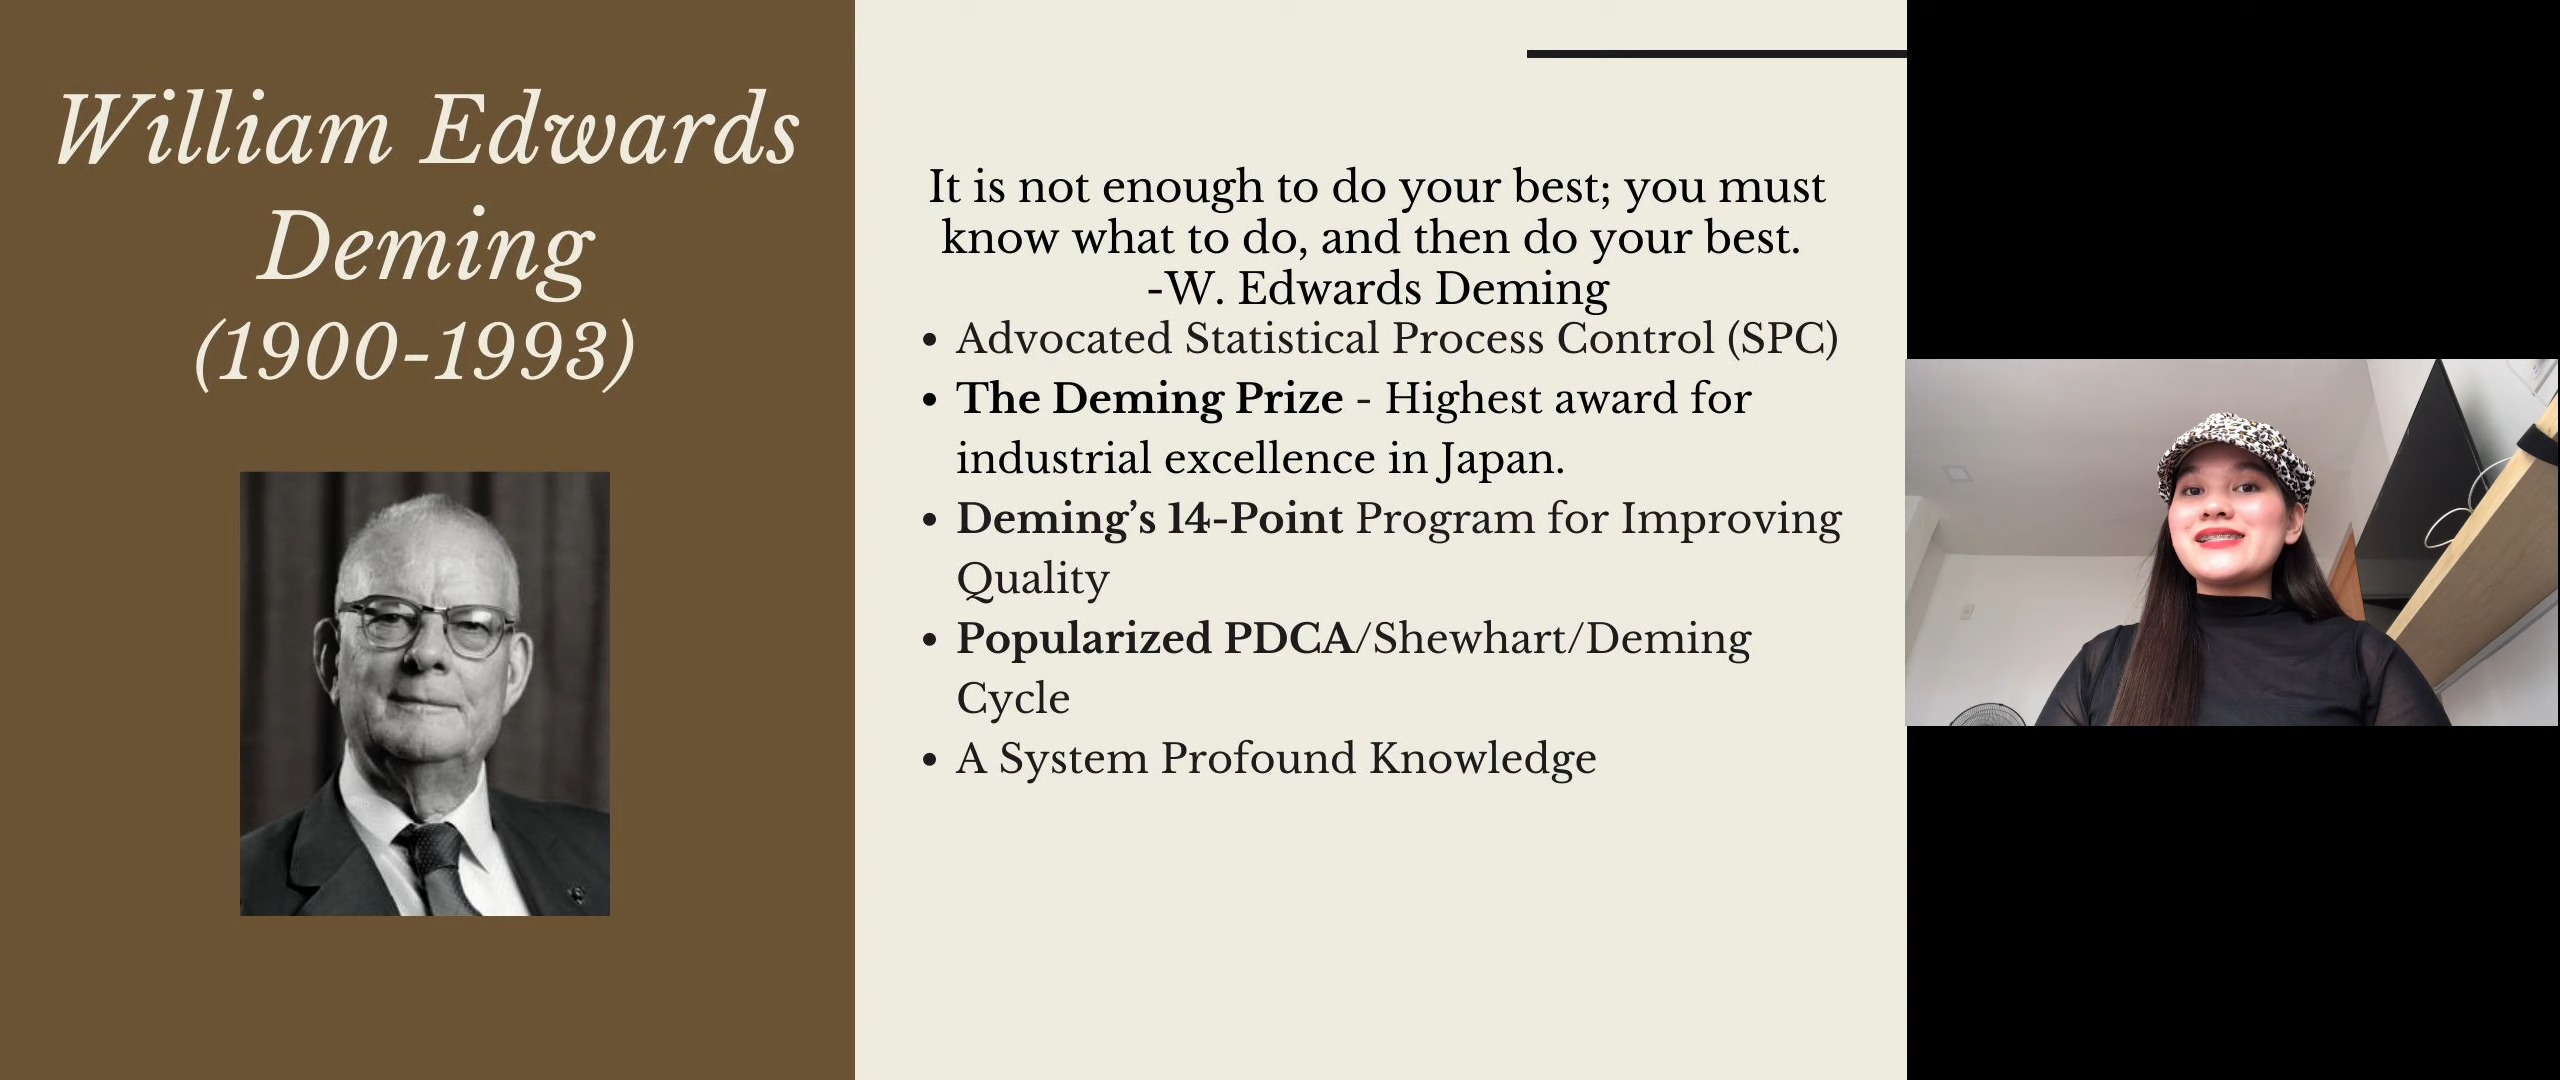 William Edwards
Deming
(1900-1993)
It is not enough to do your best; you must
know what to do, and then do your best.
-W. Edwards Deming
• Advocated Statistical Process Control (SPC)
• The Deming Prize - Highest award for
industrial excellence in Japan.
• Deming’s 14-Point Program for Improving
Quality
• Popularized PDCA/Shewhart/Deming
Cycle
• A System Profound Knowledge